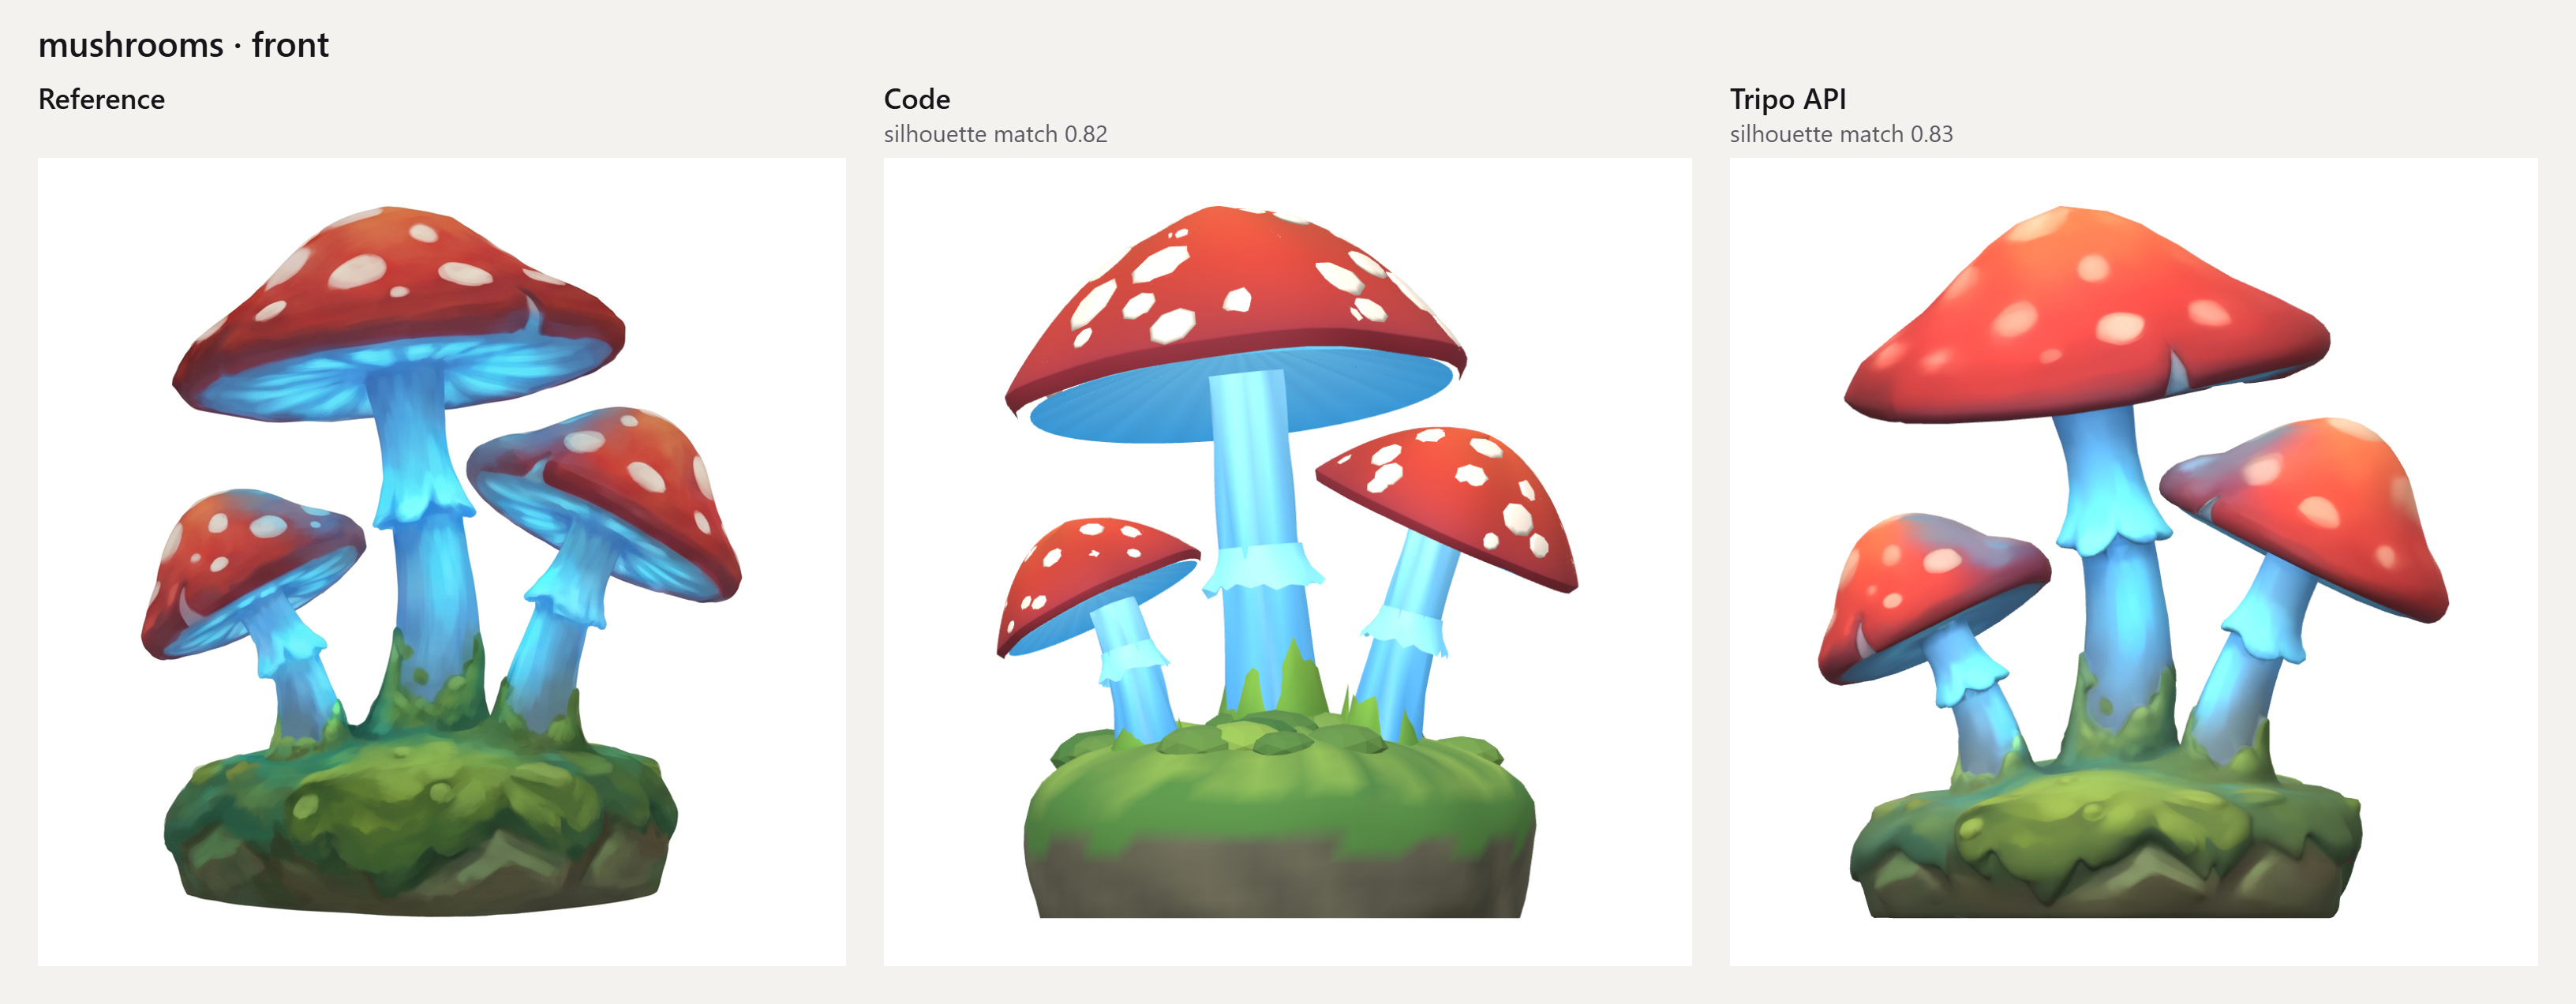 mushrooms · front
Reference
Code
silhouette match 0.82
Tripo API
silhouette match 0.83